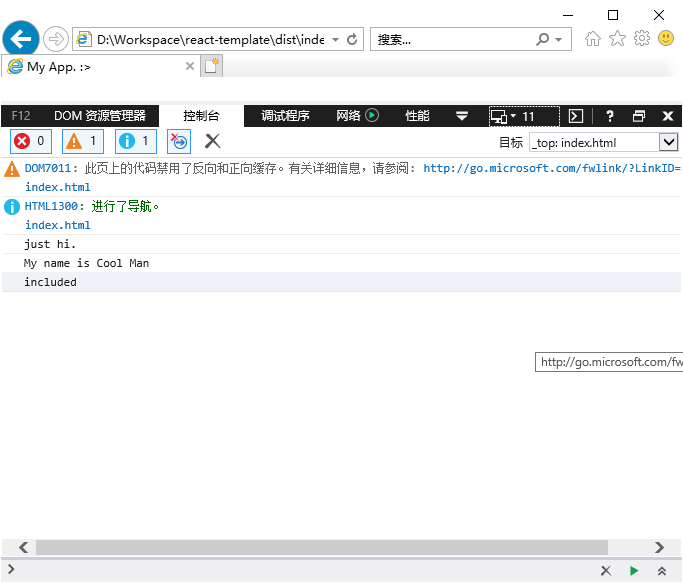 D:\Workspace\react-template\dist\inde
搜索...
My App. :>
F12 DOM 资源管理器 控制台 调试程序 网络 性能 11 ?
0 1 1 目标 _top: index.html
DOM7011: 此页上的代码禁用了反向和正向缓存。有关详细信息，请参阅: http://go.microsoft.com/fwlink/?LinkID=
index.html
HTML1300: 进行了导航。
index.html
just hi.
My name is Cool Man
included
http://go.microsoft.com/fw